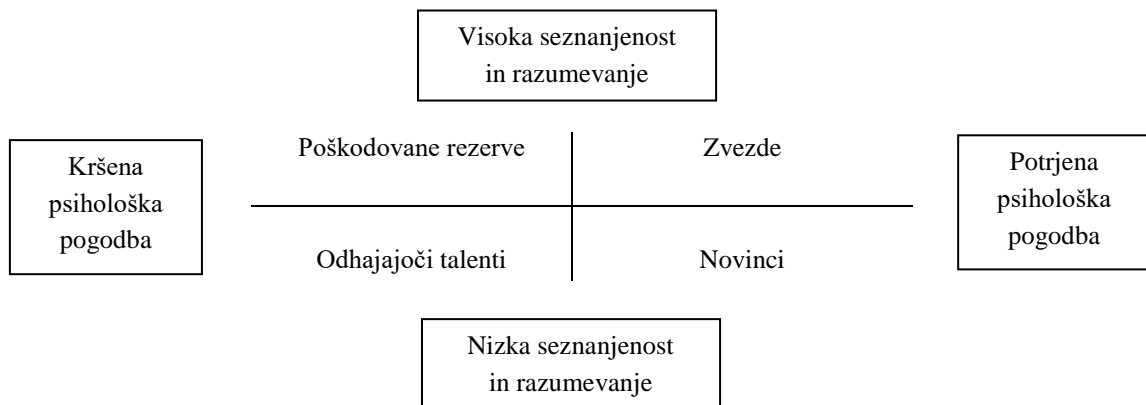 Visoka seznanjenost
in razumevanje
Poškodovane rezerve
Zvezde
Kršena
psihološka
pogodba
Potrjena
psihološka
pogodba
Odhajajoči talenti
Novinci
Nizka seznanjenost
in razumevanje